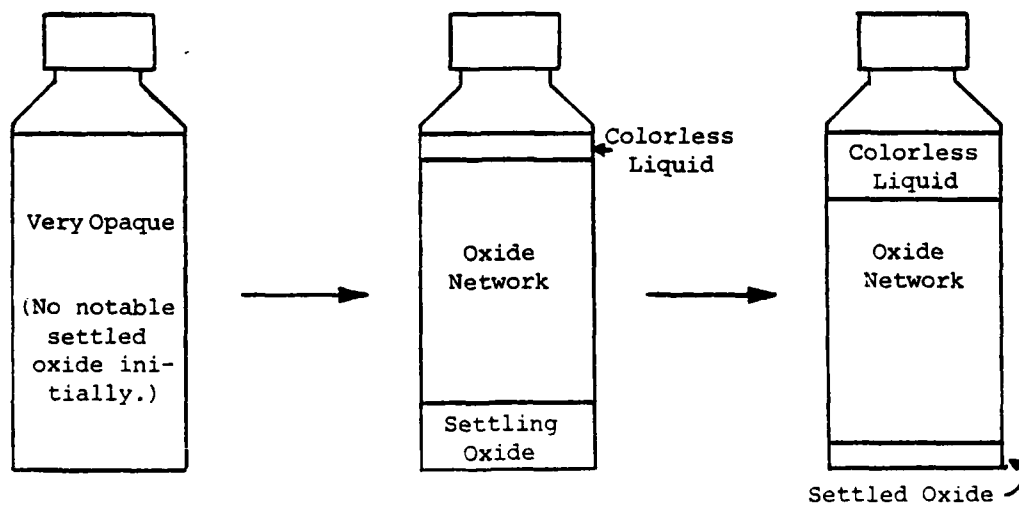 Very Opaque
(No notable
settled
oxide ini-
tially.)
Colorless
Liquid
Oxide
Network
Settling
Oxide
Colorless
Liquid
Oxide
Network
Settled Oxide